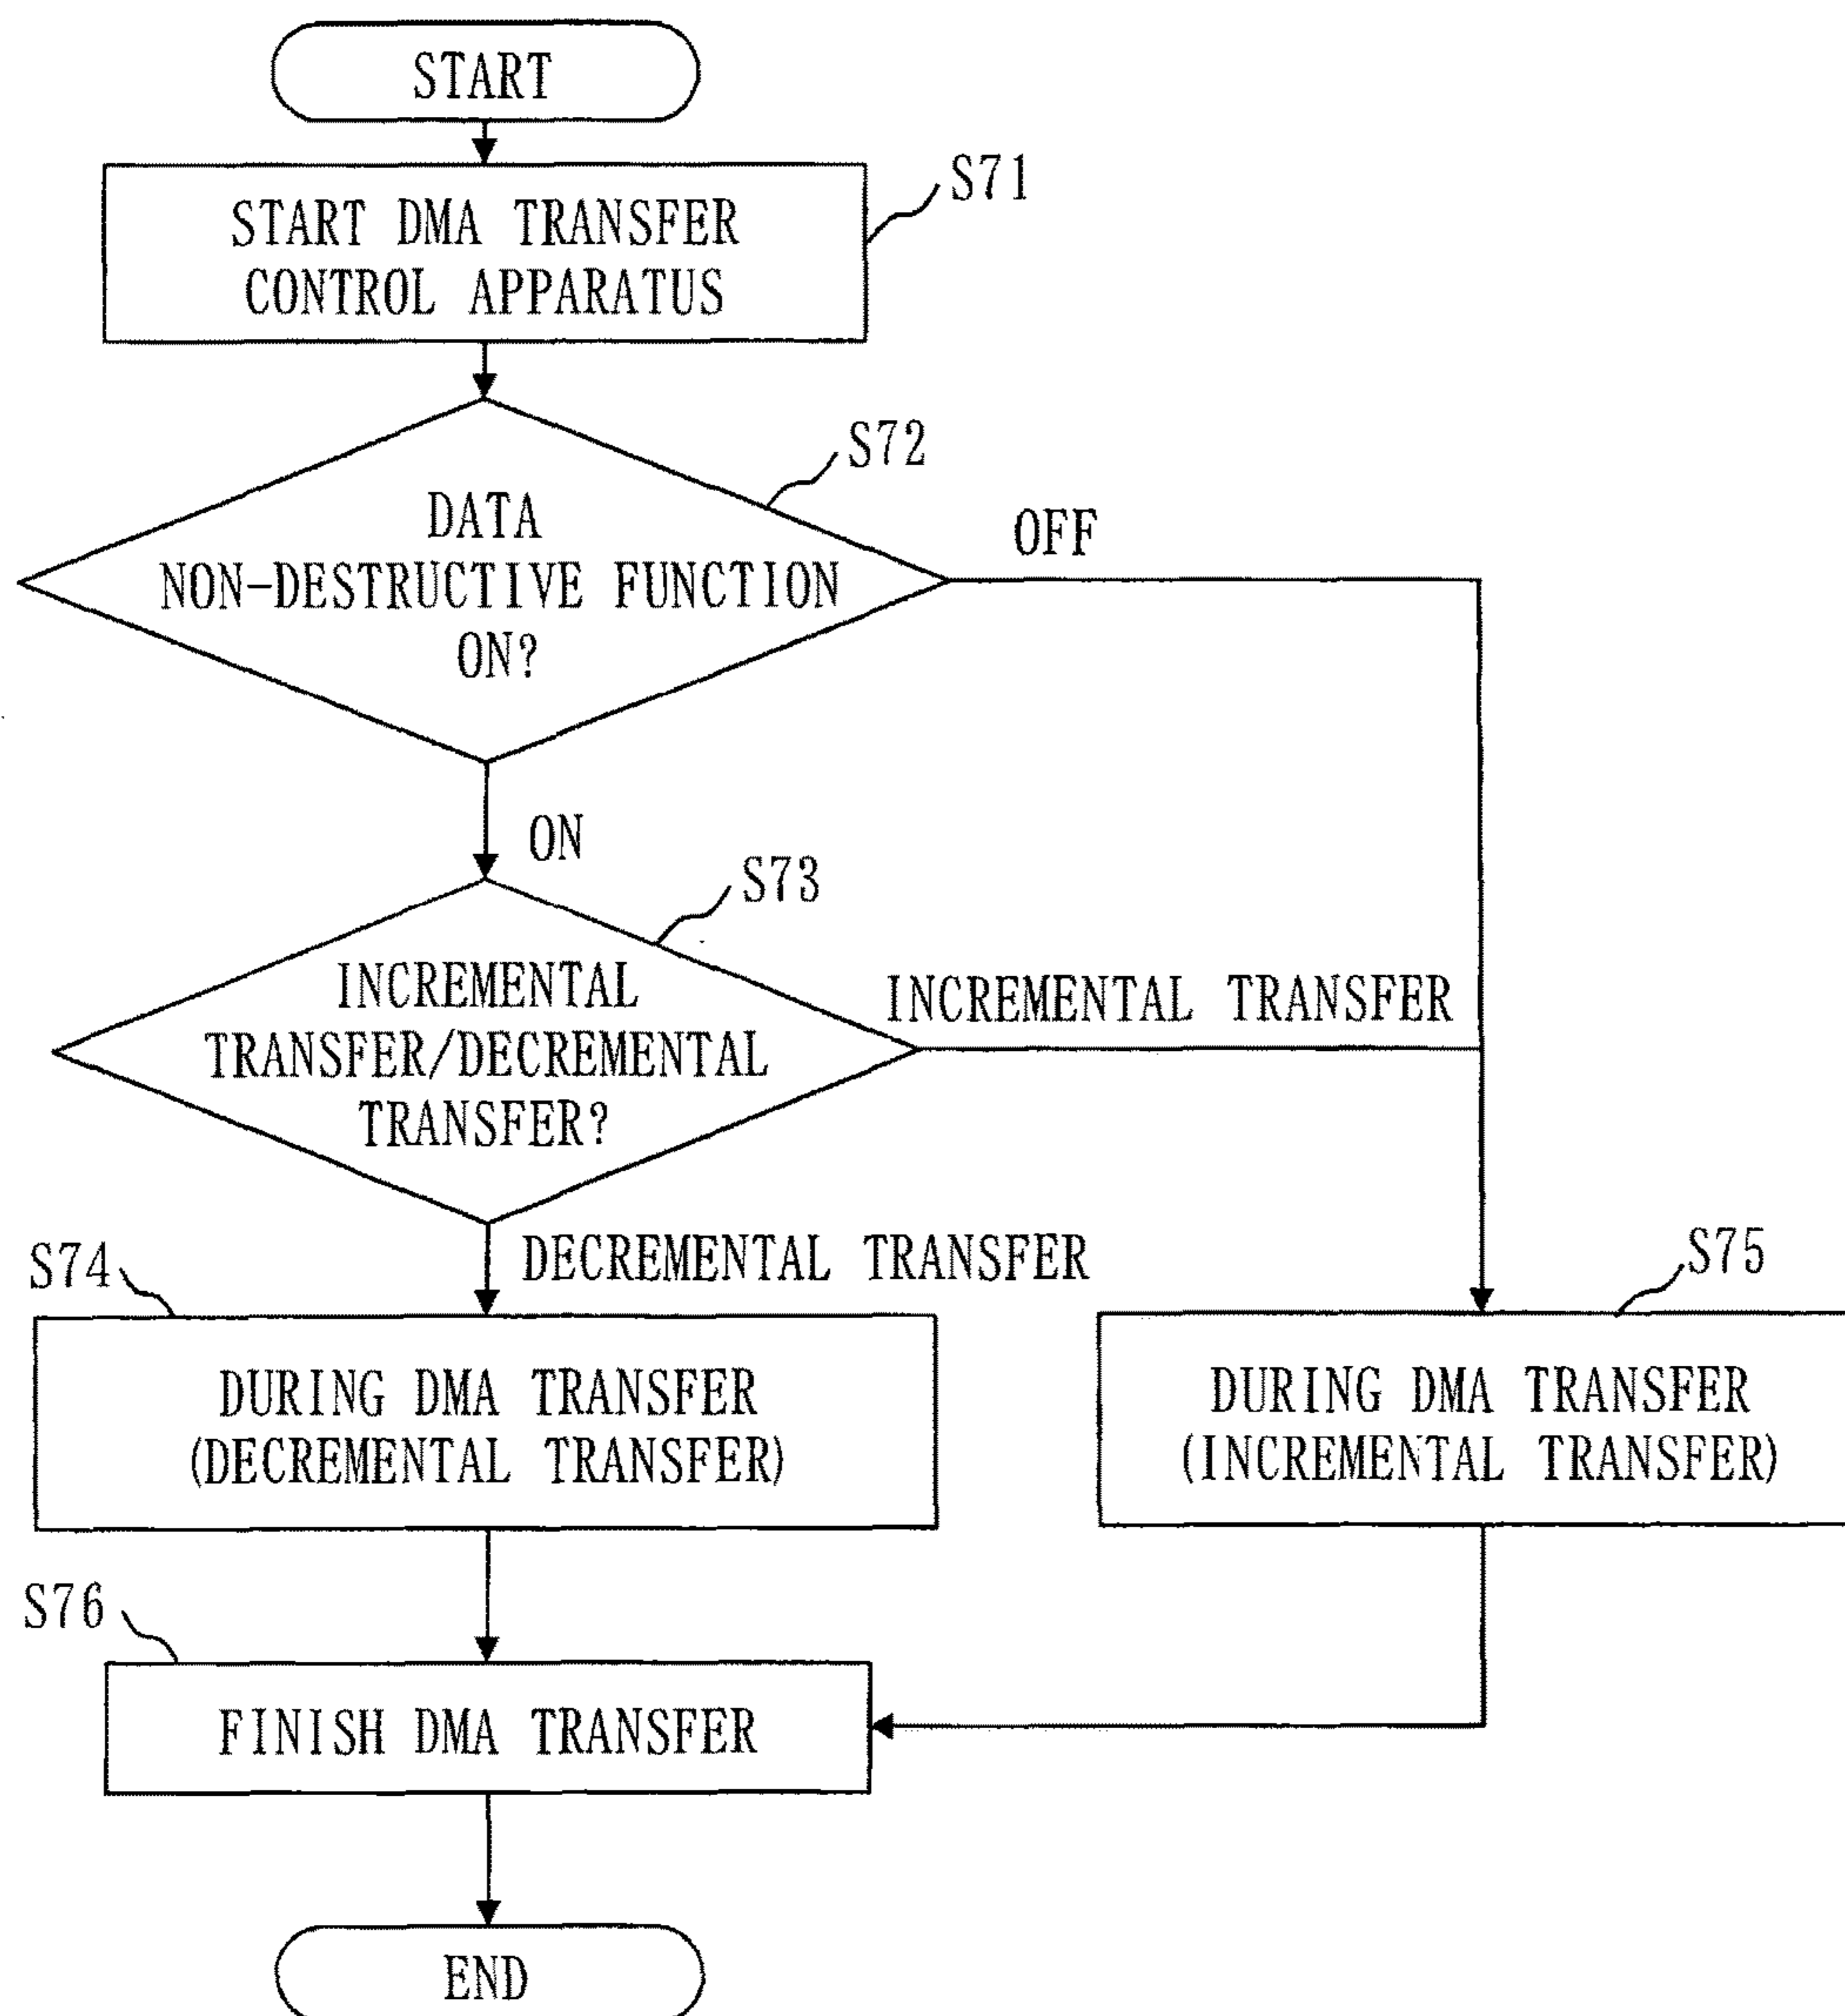 START
START DMA TRANSFER
CONTROL APPARATUS
S71
DATA
NON-DESTRUCTIVE FUNCTION
ON?
S72
OFF
ON
INCREMENTAL
TRANSFER/DECREMENTAL
TRANSFER?
S73
INCREMENTAL TRANSFER
DECREMENTAL TRANSFER
S74
DURING DMA TRANSFER
(DECREMENTAL TRANSFER)
S75
DURING DMA TRANSFER
(INCREMENTAL TRANSFER)
S76
FINISH DMA TRANSFER
END